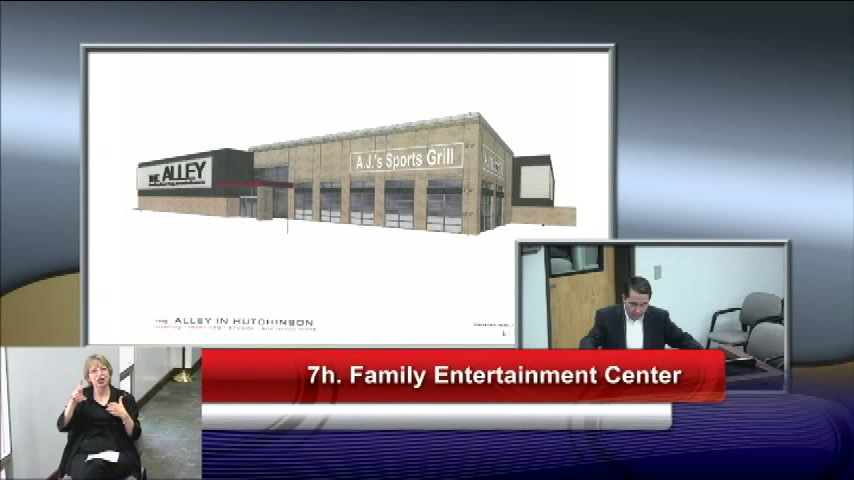 THE ALLEY
A.J.'s Sports Grill
THE ALLEY IN HUTCHINSON
7h. Family Entertainment Center